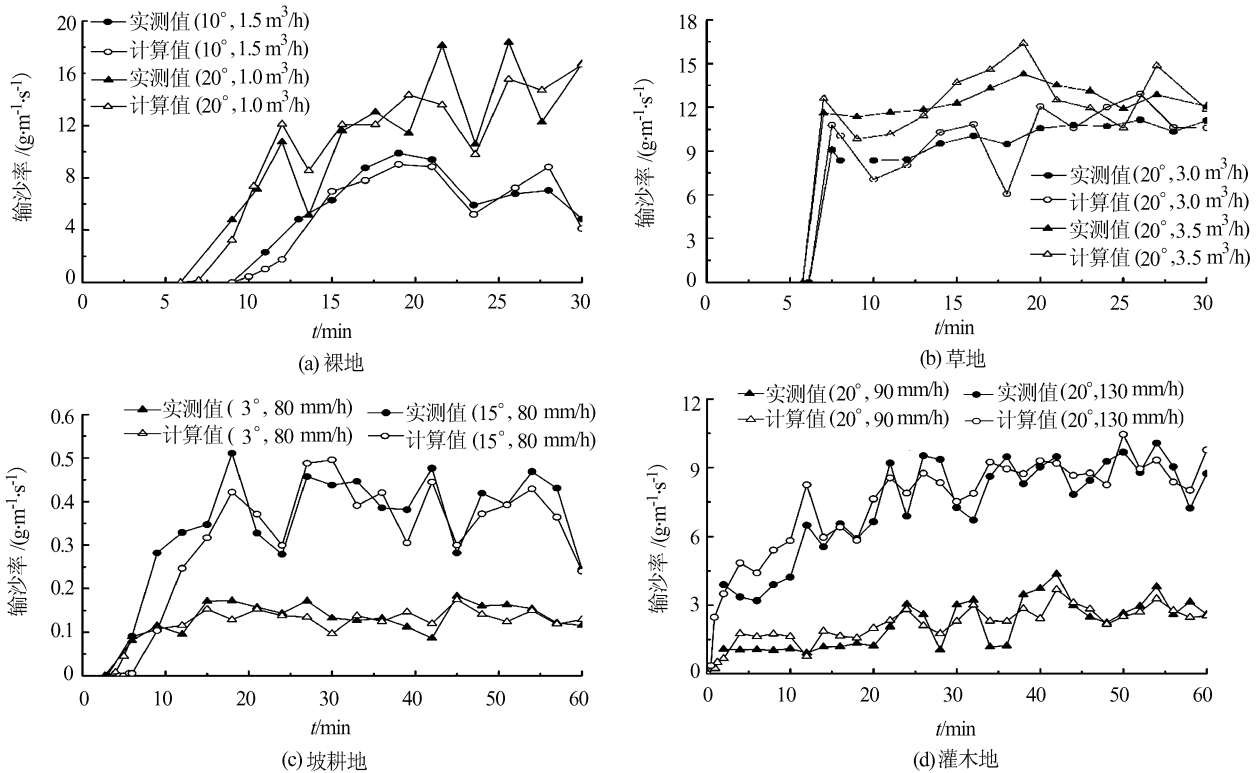 实测值(10°,1.5 m³/h)
计算值(10°,1.5 m³/h)
实测值(20°,1.0 m³/h)
计算值(20°,1.0 m³/h)
输沙率/(g·m⁻¹·s⁻¹)
20
16
12
8
4
0
0 5 10 15 20 25 30
t/min
(a) 裸地
输沙率/(g·m⁻¹·s⁻¹)
18
15
12
9
6
3
0
实测值(20°,3.0 m³/h)
计算值(20°,3.0 m³/h)
实测值(20°,3.5 m³/h)
计算值(20°,3.5 m³/h)
0 5 10 15 20 25 30
t/min
(b) 草地
实测值( 3°, 80 mm/h) 实测值(15°, 80 mm/h)
计算值( 3°, 80 mm/h) 计算值(15°, 80 mm/h)
输沙率/(g·m⁻¹·s⁻¹)
0.6
0.5
0.4
0.3
0.2
0.1
0
0 10 20 30 40 50 60
t/min
(c) 坡耕地
实测值(20°, 90 mm/h) 实测值(20°,130 mm/h)
计算值(20°, 90 mm/h) 计算值(20°,130 mm/h)
输沙率/(g·m⁻¹·s⁻¹)
12
9
6
3
0
0 10 20 30 40 50 60
t/min
(d) 灌木地